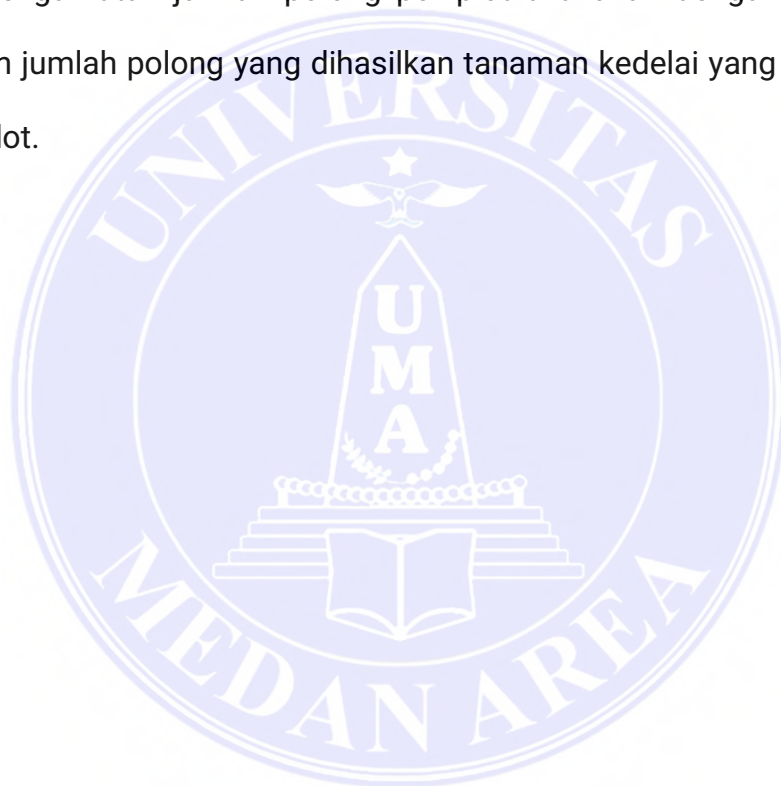 n jumlah polong yang dihasilkan tanaman kedelai yang
lot.
UNIVERSITAS
UMA
MEDAN AREA